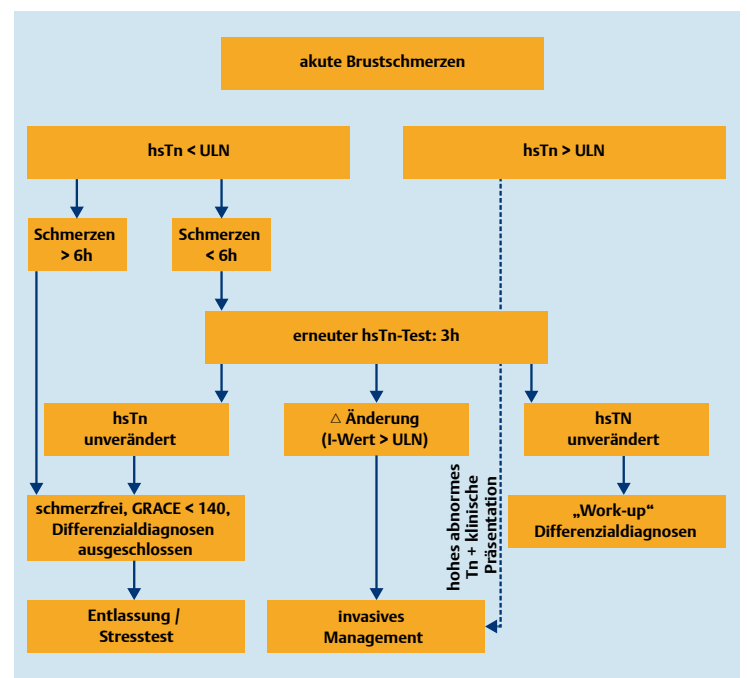 akute Brustschmerzen
hsTn < ULN
hsTn > ULN
Schmerzen
> 6h
Schmerzen
< 6h
erneuter hsTn-Test: 3h
hsTn
unverändert
△ Änderung
(I-Wert > ULN)
hsTN
unverändert
hohes abnormes
Tn + klinische
Präsentation
schmerzfrei, GRACE < 140,
Differenzialdiagnosen
ausgeschlossen
„Work-up“
Differenzialdiagnosen
Entlassung /
Stresstest
invasives
Management